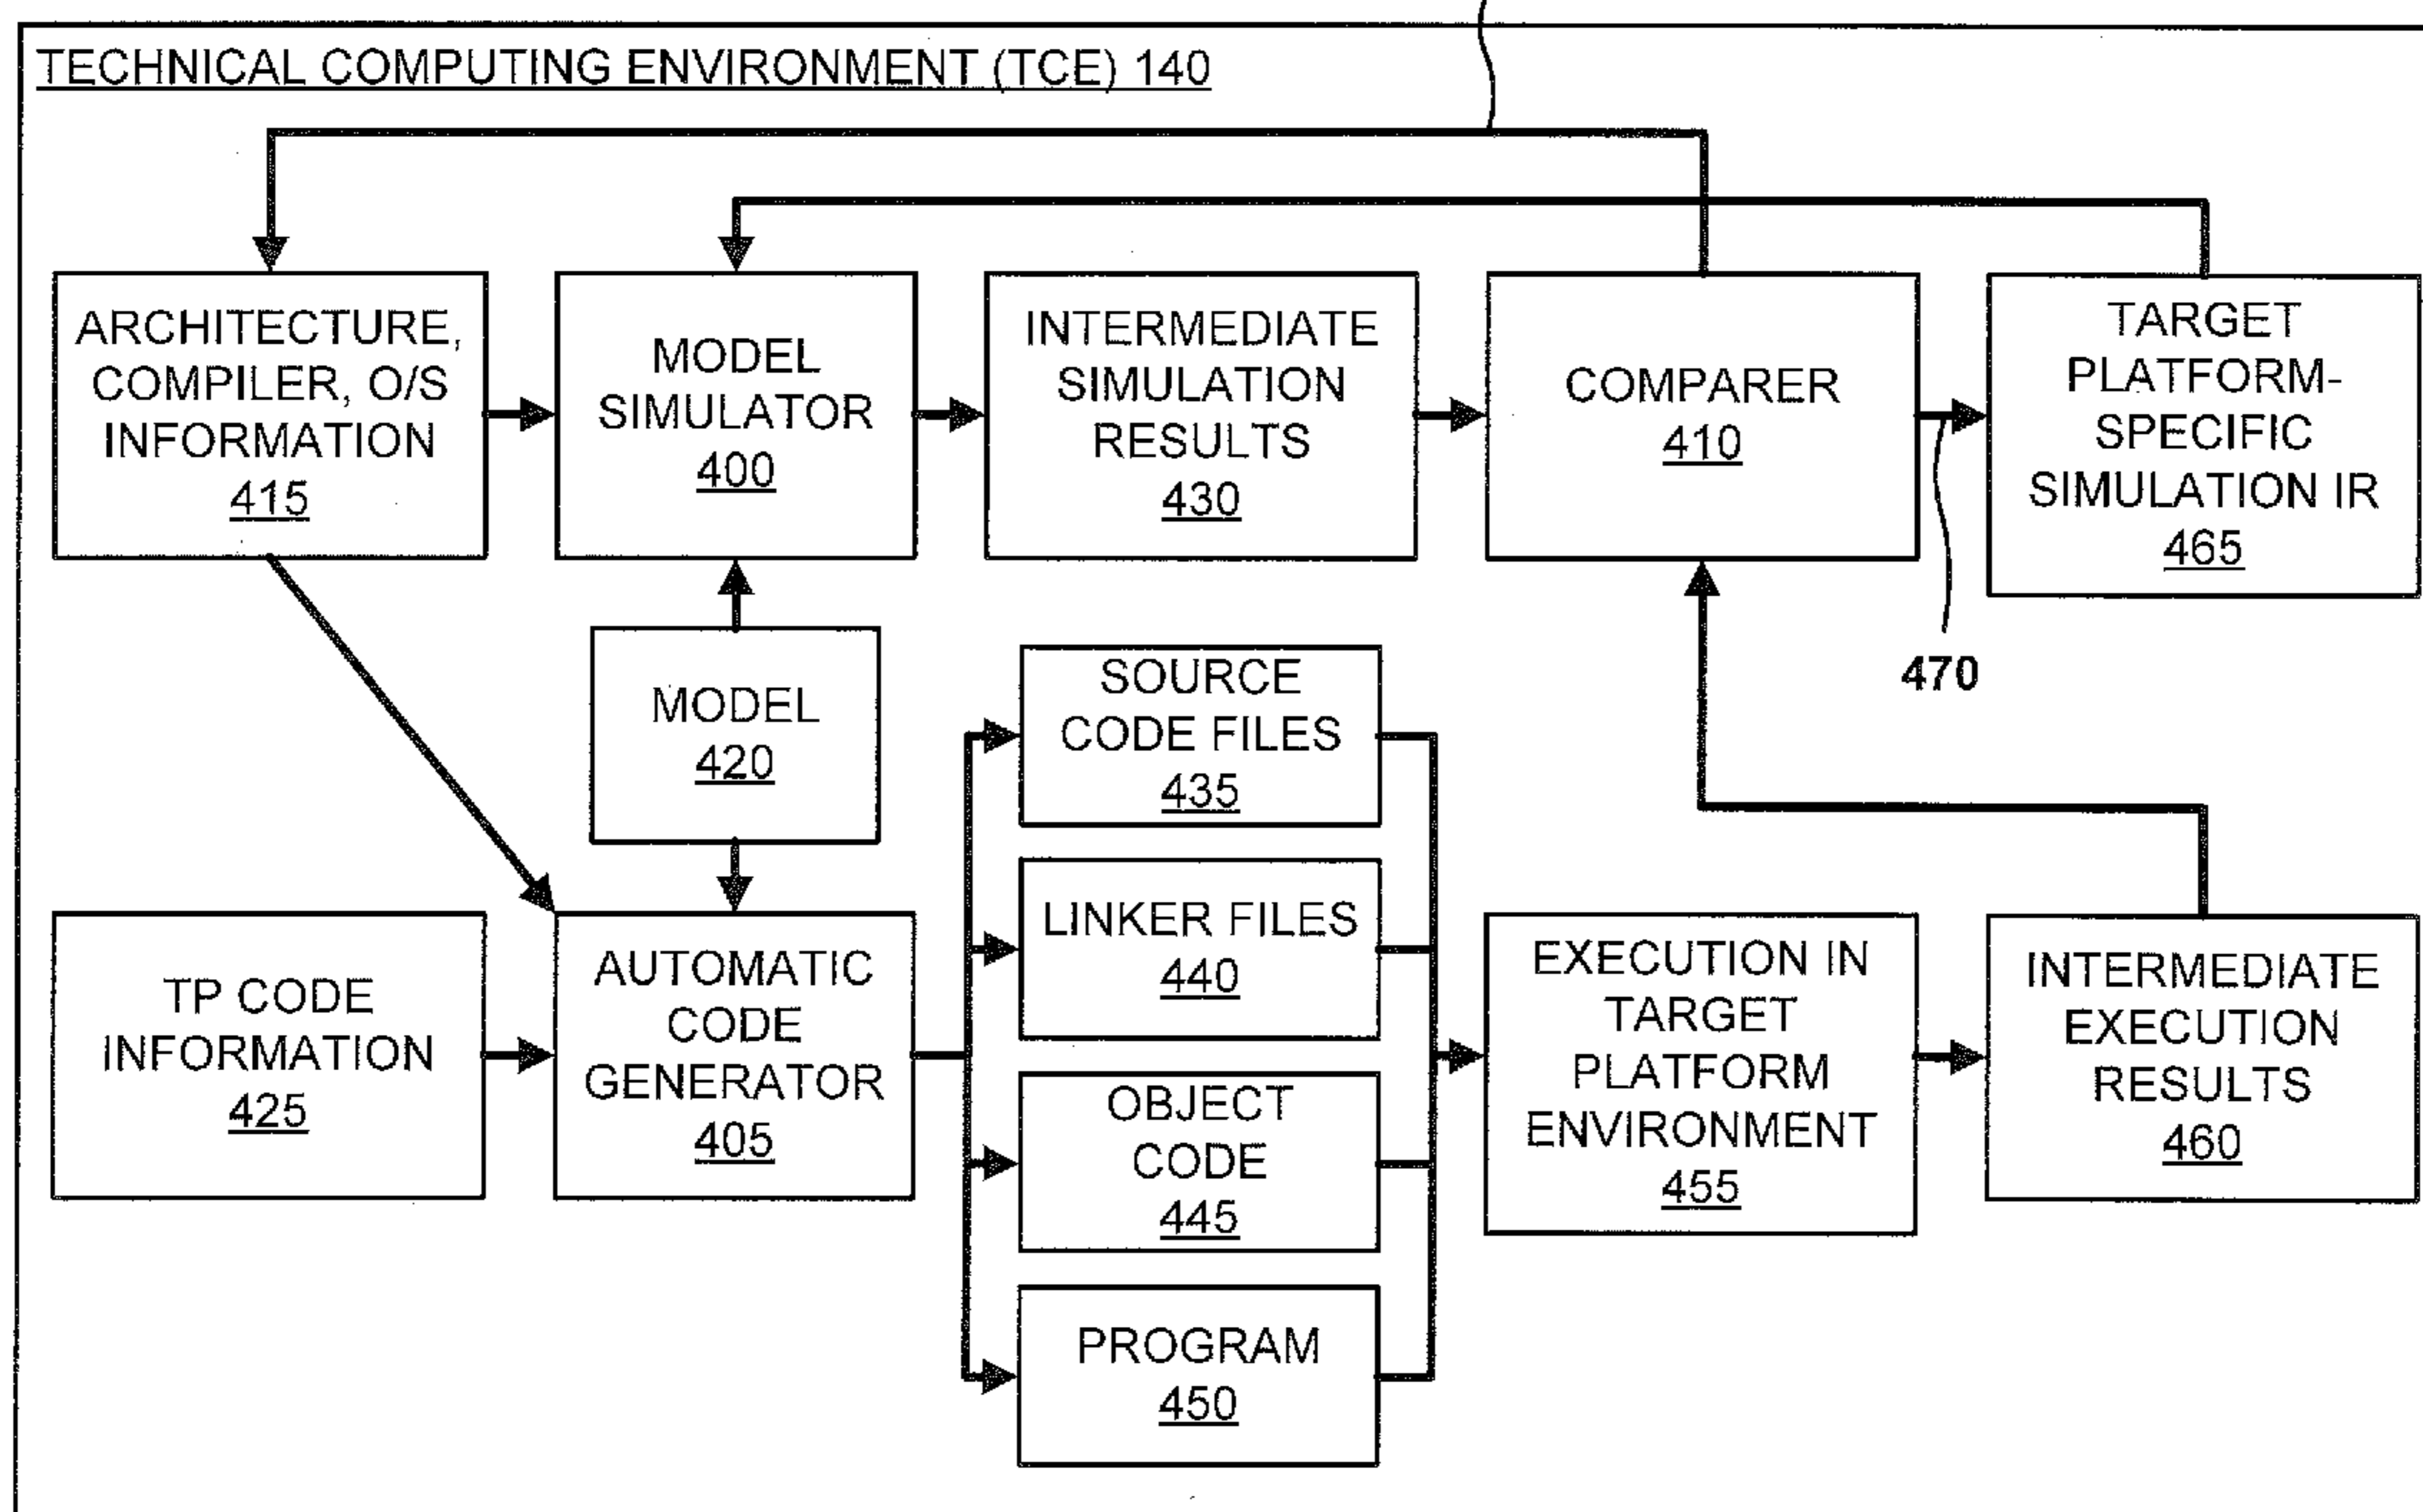 TECHNICAL COMPUTING ENVIRONMENT (TCE) 140
ARCHITECTURE,
COMPILER, O/S
INFORMATION
415
MODEL
SIMULATOR
400
INTERMEDIATE
SIMULATION
RESULTS
430
COMPARER
410
TARGET
PLATFORM-
SPECIFIC
SIMULATION IR
465
470
MODEL
420
SOURCE
CODE FILES
435
LINKER FILES
440
OBJECT
CODE
445
PROGRAM
450
TP CODE
INFORMATION
425
AUTOMATIC
CODE
GENERATOR
405
EXECUTION IN
TARGET
PLATFORM
ENVIRONMENT
455
INTERMEDIATE
EXECUTION
RESULTS
460